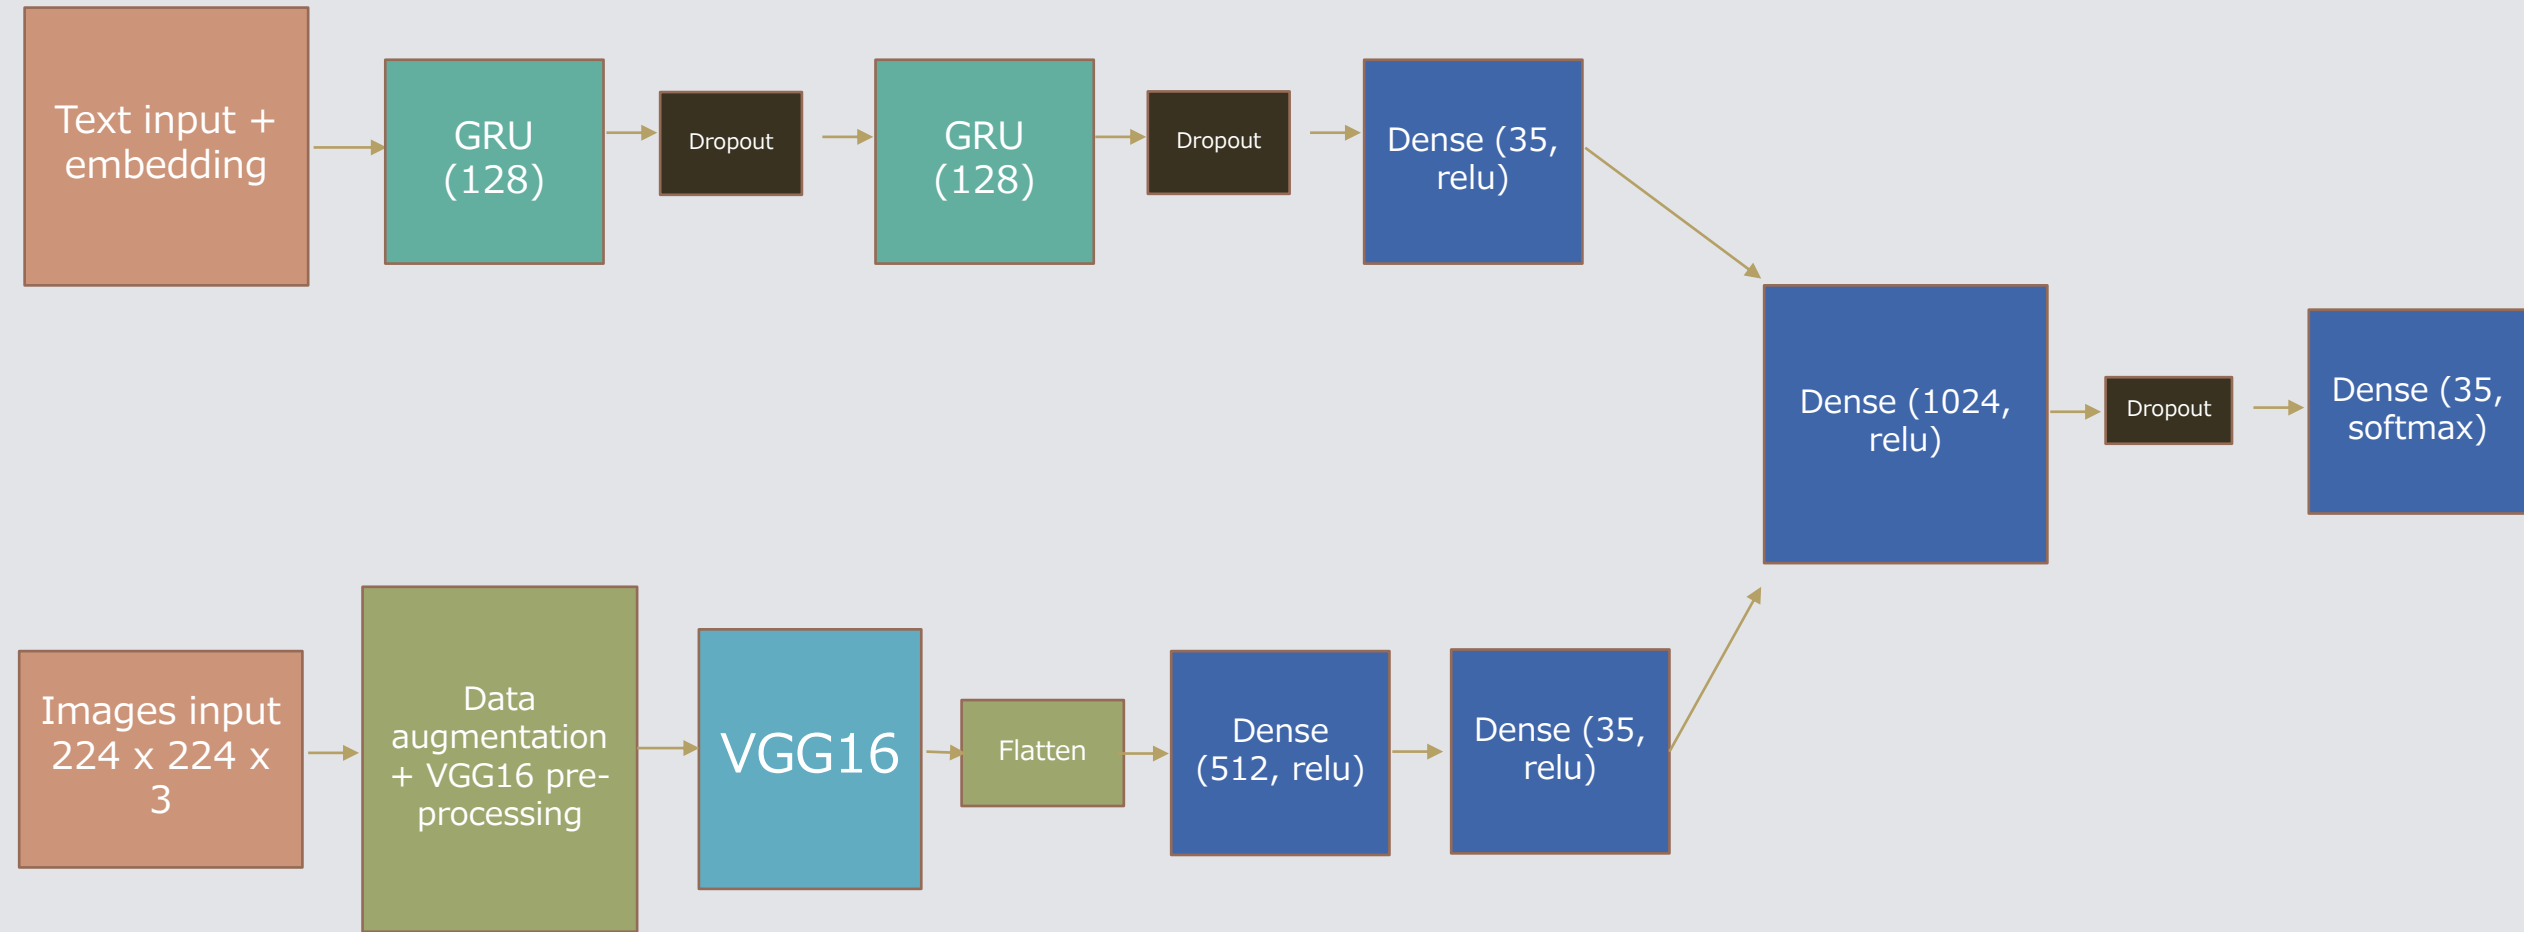 Text input +
embedding
GRU
(128)
Dropout
GRU
(128)
Dropout
Dense (35,
relu)
Dense (1024,
relu)
Dropout
Dense (35,
softmax)
Images input
224 x 224 x
3
Data
augmentation
+ VGG16 pre-
processing
VGG16
Flatten
Dense
(512, relu)
Dense (35,
relu)